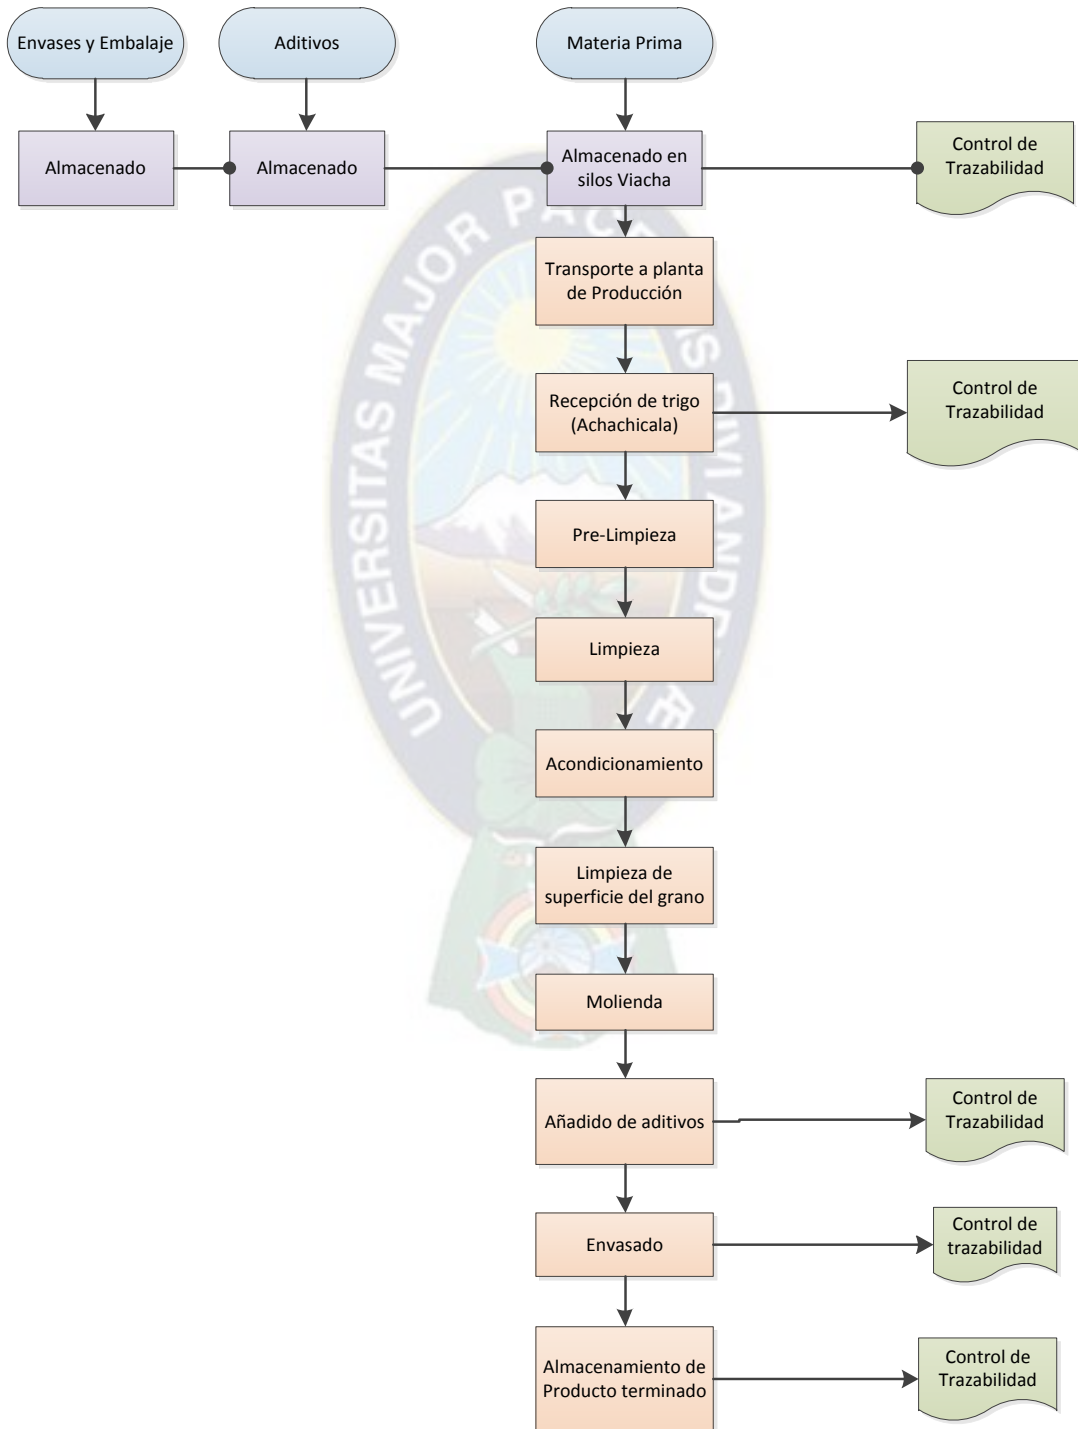 Envases y Embalaje
Aditivos
Materia Prima
Almacenado
Almacenado
Almacenado en
silos Viacha
Control de
Trazabilidad
Transporte a planta
de Producción
Recepción de trigo
(Achachicala)
Control de
Trazabilidad
Pre-Limpieza
Limpieza
Acondicionamiento
Limpieza de
superficie del grano
Molienda
Añadido de aditivos
Control de
Trazabilidad
Envasado
Control de
trazabilidad
Almacenamiento de
Producto terminado
Control de
Trazabilidad
UNIVERSITAS MAJOR